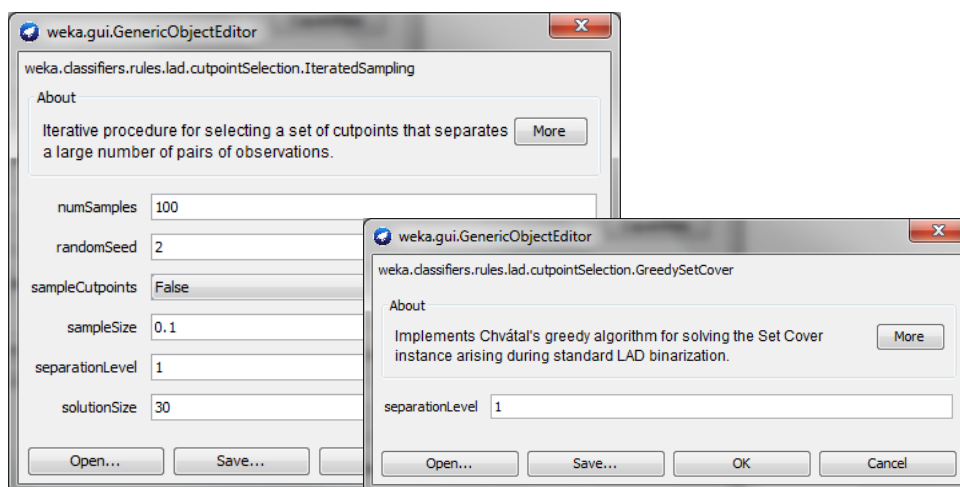 weka.gui.GenericObjectEditor
weka.classifiers.rules.lad.cutpointSelection.IteratedSampling
About
Iterative procedure for selecting a set of cutpoints that separates
a large number of pairs of observations.
More
numSamples 100
randomSeed 2
sampleCutpoints False
sampleSize 0.1
separationLevel 1
solutionSize 30
Open... Save...
weka.gui.GenericObjectEditor
weka.classifiers.rules.lad.cutpointSelection.GreedySetCover
About
Implements Chvátal's greedy algorithm for solving the Set Cover
instance arising during standard LAD binarization.
More
separationLevel 1
Open... Save... OK Cancel